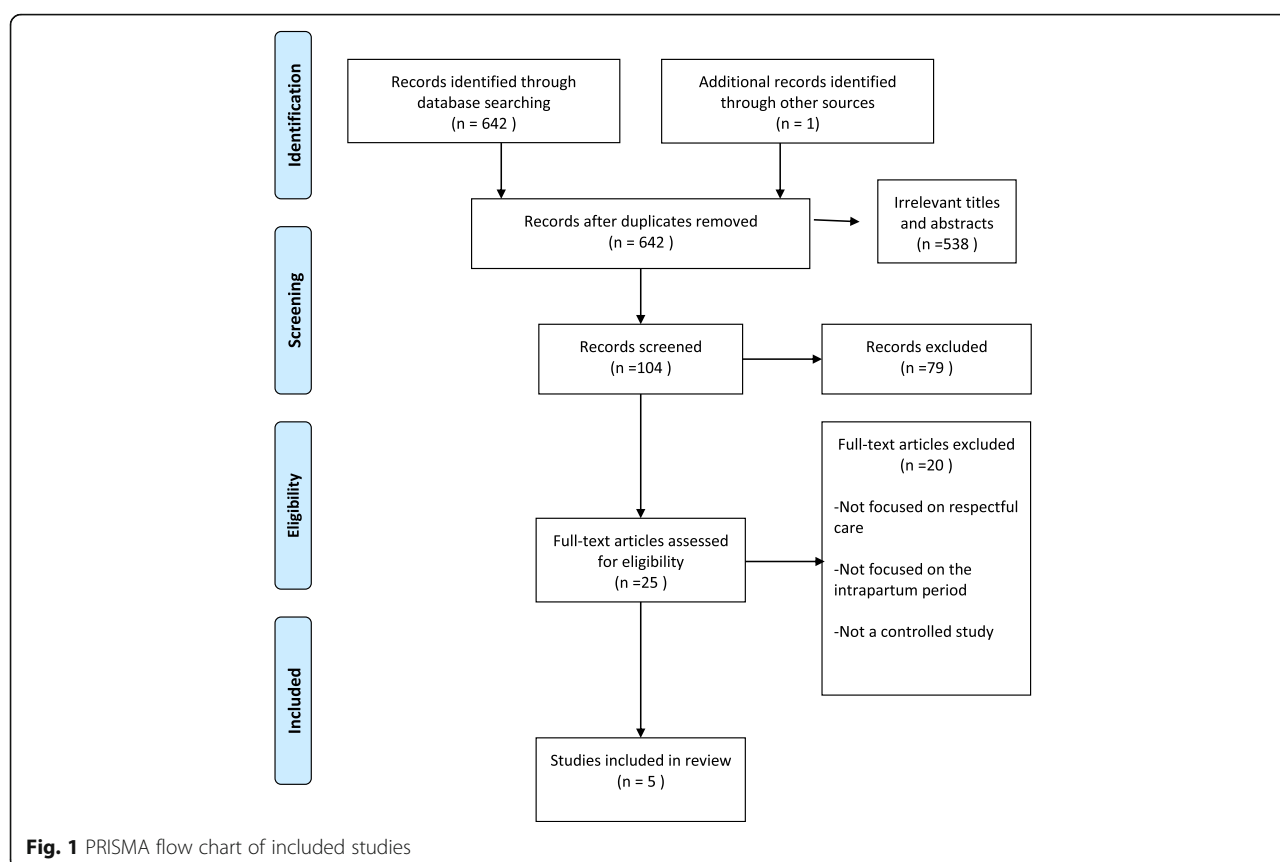 Identification
Records identified through
database searching
(n = 642 )
Additional records identified
through other sources
(n = 1)
Records after duplicates removed
(n = 642 )
Irrelevant titles
and abstracts
(n =538 )
Screening
Records screened
(n =104 )
Records excluded
(n =79 )
Eligibility
Full-text articles assessed
for eligibility
(n =25 )
Full-text articles excluded
(n =20 )
-Not focused on respectful
care
-Not focused on the
intrapartum period
-Not a controlled study
Included
Studies included in review
(n = 5 )
Fig. 1 PRISMA flow chart of included studies